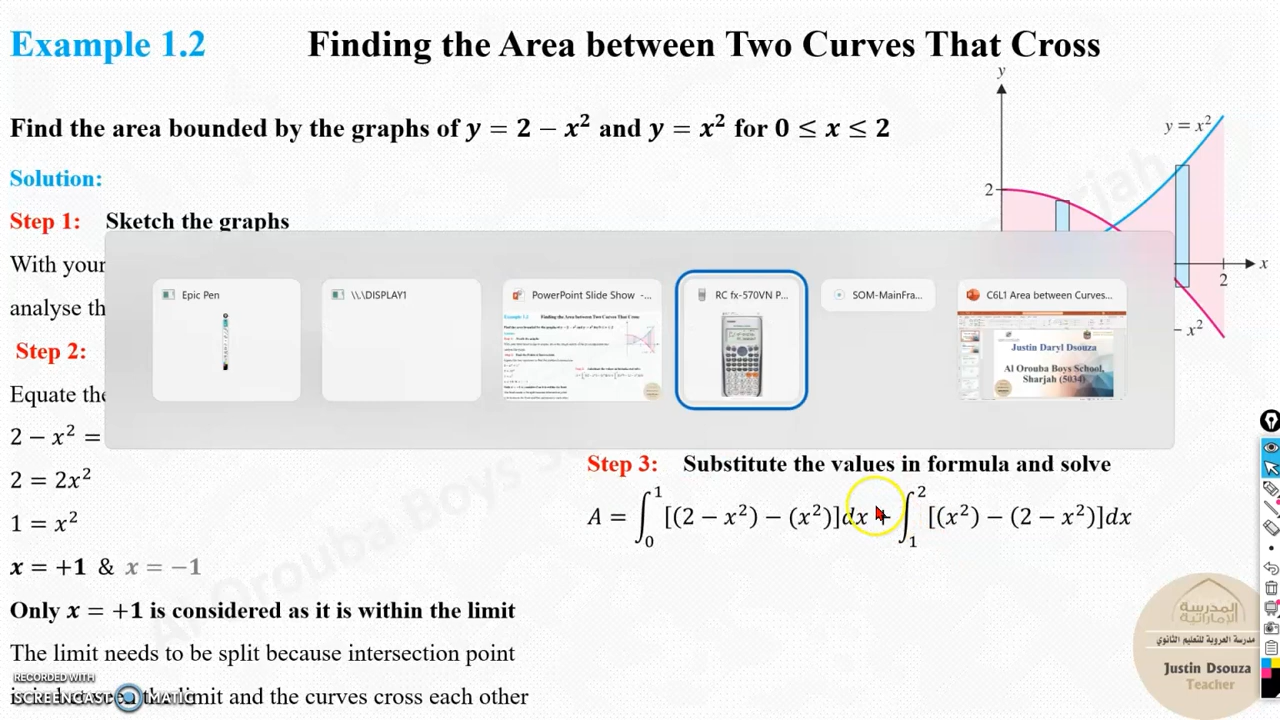 Example 1.2 Finding the Area between Two Curves That Cross
Find the area bounded by the graphs of y = 2 − x² and y = x² for 0 ≤ x ≤ 2
Solution:
Step 1: Sketch the graphs
With your
analyse th
Step 2:
Equate the
2 − x² =
2 = 2x²
1 = x²
x = +1 & x = −1
Only x = +1 is considered as it is within the limit
The limit needs to be split because intersection point
limit and the curves cross each other
RECORDED WITH
SCREENCAST MATIC
y
y = x²
2
x
2
− x²
Epic Pen
\\.\DISPLAY1
PowerPoint Slide Show -...
RC fx-570VN P...
SOM-MainFra...
C6L1 Area between Curves...
Justin Daryl Dsouza
Al Orouba Boys School,
Sharjah (5034)
Step 3: Substitute the values in formula and solve
A = ∫₀¹ [(2 − x²) − (x²)]dx + ∫₁² [(x²) − (2 − x²)]dx
المدرسة
الإماراتية
مدرسة العروبة للتعليم الثانوي
Justin Dsouza
Teacher